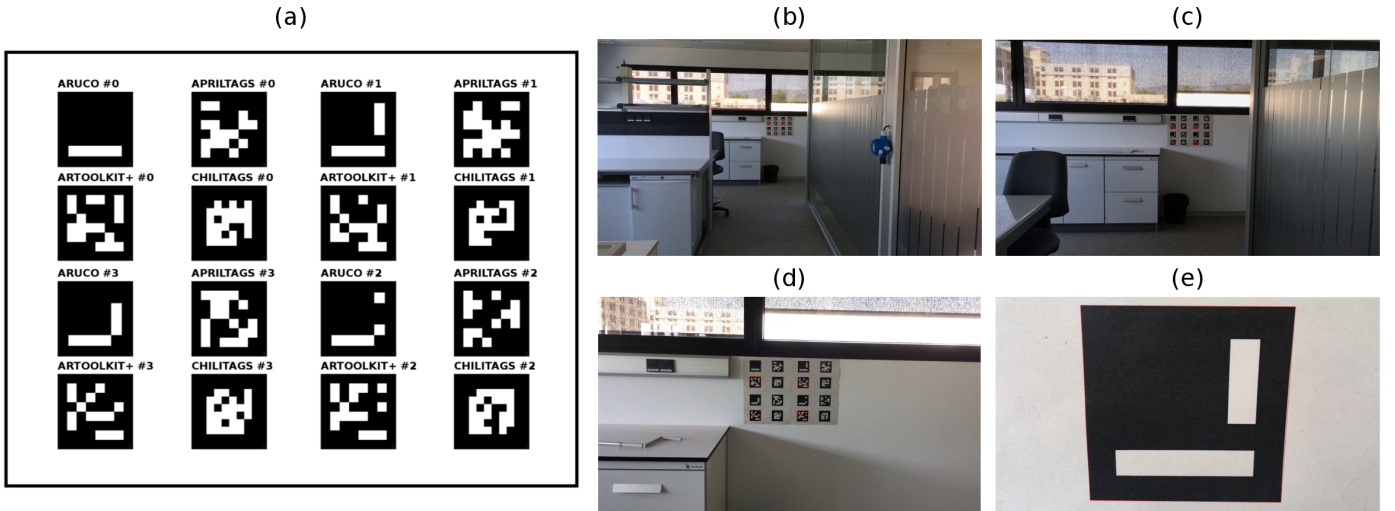 (a)
(b)
(c)
ARUCO #0
APRILTAGS #0
ARUCO #1
APRILTAGS #1
ARTOOLKIT+ #0
CHILITAGS #0
ARTOOLKIT+ #1
CHILITAGS #1
(d)
(e)
ARUCO #3
APRILTAGS #3
ARUCO #2
APRILTAGS #2
ARTOOLKIT+ #3
CHILITAGS #3
ARTOOLKIT+ #2
CHILITAGS #2